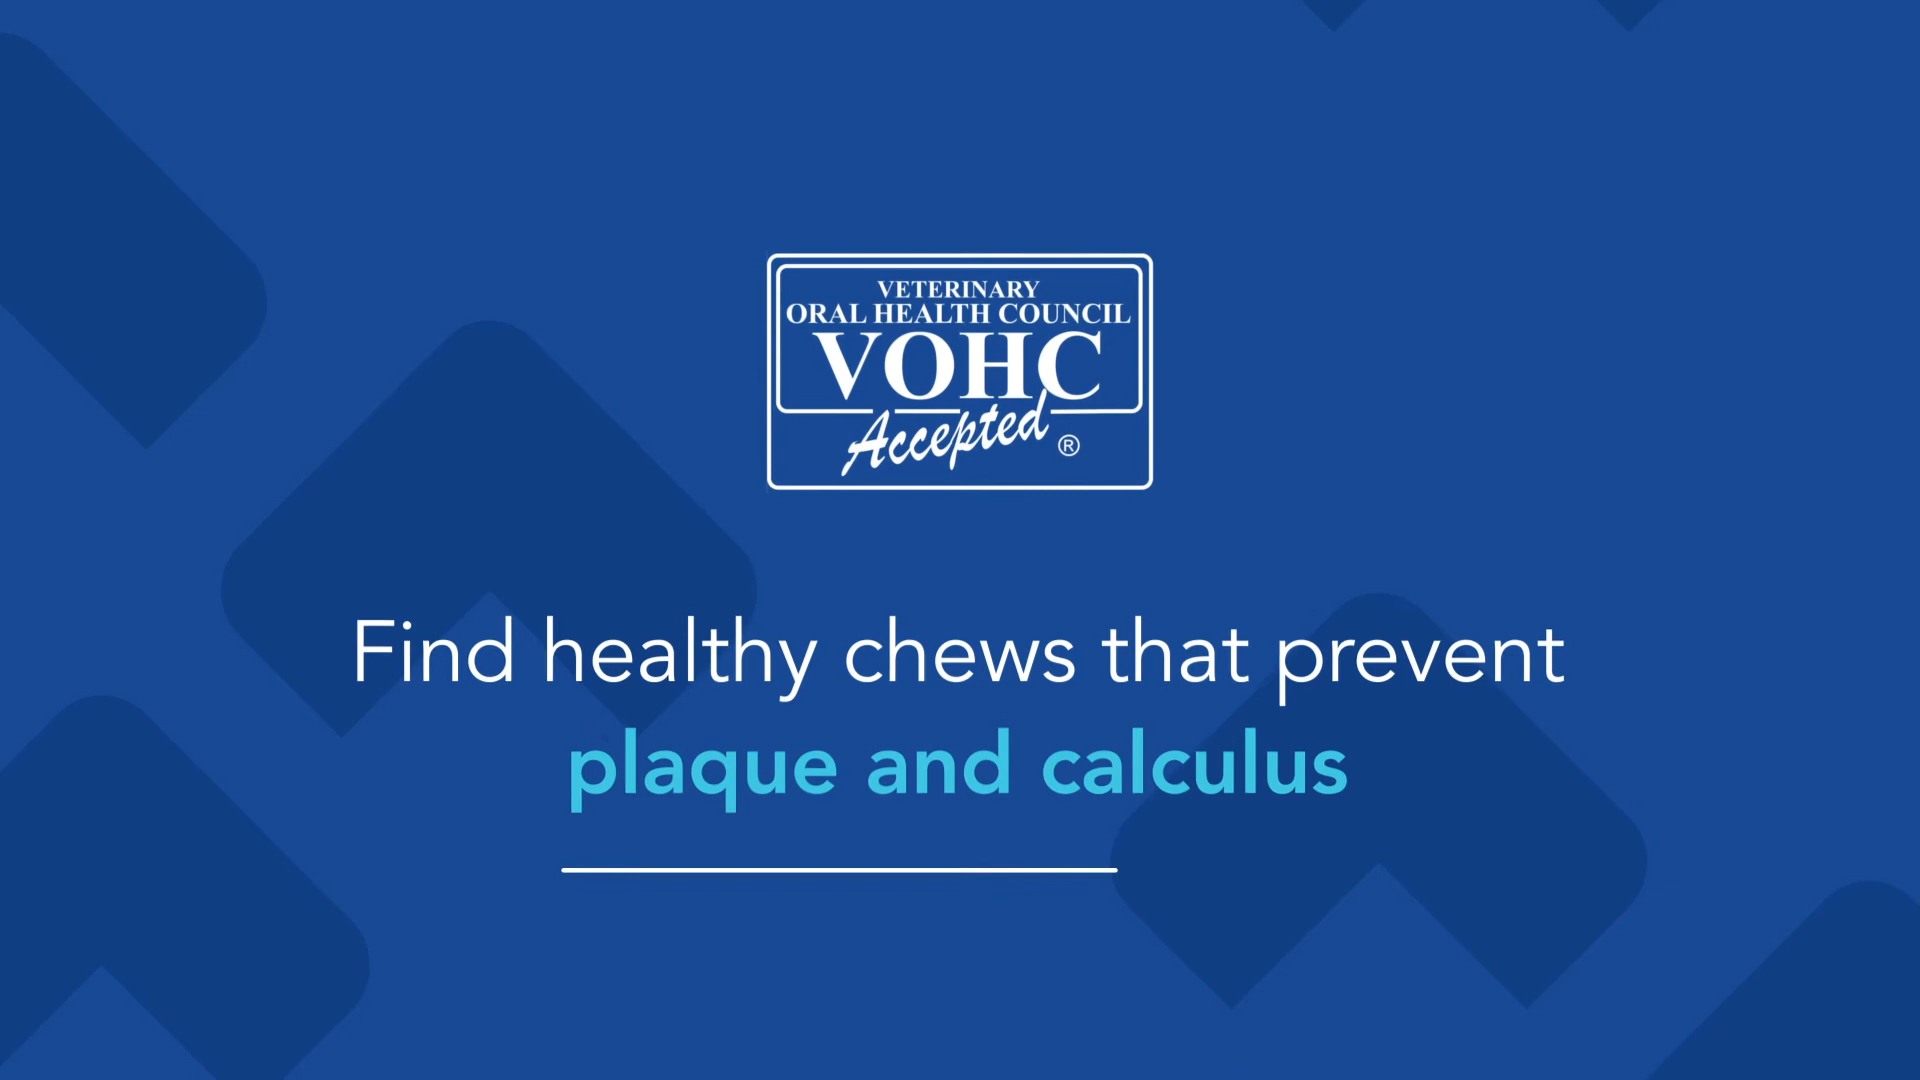 VETERINARY
ORAL HEALTH COUNCIL
VOHC
Accepted ®
Find healthy chews that prevent
plaque and calculus